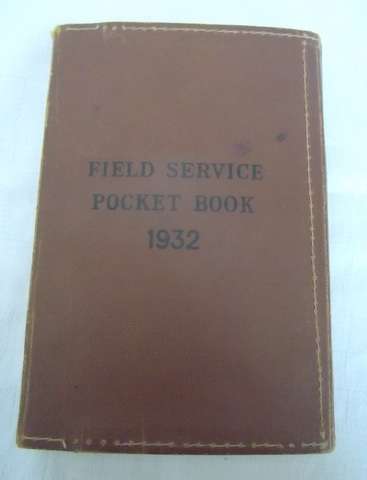 FIELD SERVICE
POCKET BOOK
1932